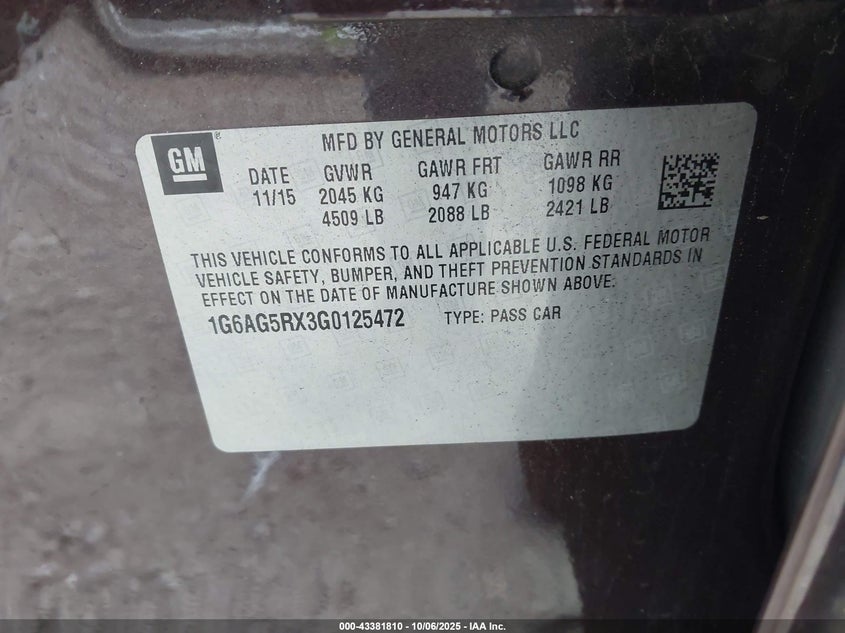 GM
MFD BY GENERAL MOTORS LLC
DATE GVWR GAWR FRT GAWR RR
11/15 2045 KG 947 KG 1098 KG
4509 LB 2088 LB 2421 LB
THIS VEHICLE CONFORMS TO ALL APPLICABLE U.S. FEDERAL MOTOR
VEHICLE SAFETY, BUMPER, AND THEFT PREVENTION STANDARDS IN
EFFECT ON THE DATE OF MANUFACTURE SHOWN ABOVE.
1G6AG5RX3G0125472 TYPE: PASS CAR
000-43381810 - 10/06/2025 - IAA Inc.